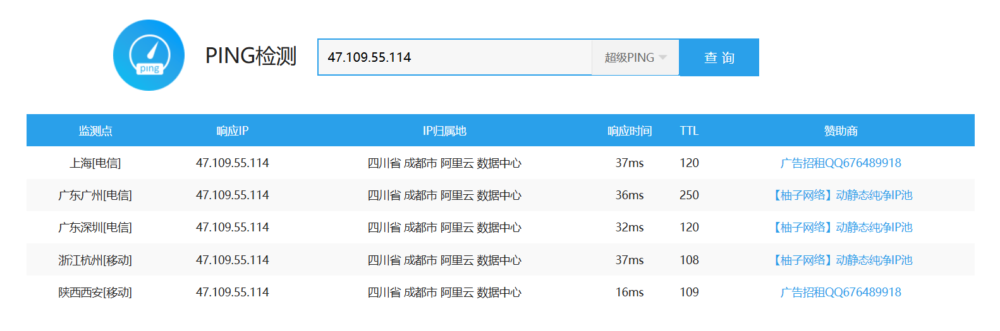 ping
PING检测
47.109.55.114 超级PING 查 询
监测点 响应IP IP归属地 响应时间 TTL 赞助商
上海[电信] 47.109.55.114 四川省 成都市 阿里云 数据中心 37ms 120 广告招租QQ676489918
广东广州[电信] 47.109.55.114 四川省 成都市 阿里云 数据中心 36ms 250 【柚子网络】动静态纯净IP池
广东深圳[电信] 47.109.55.114 四川省 成都市 阿里云 数据中心 32ms 120 【柚子网络】动静态纯净IP池
浙江杭州[移动] 47.109.55.114 四川省 成都市 阿里云 数据中心 37ms 108 【柚子网络】动静态纯净IP池
陕西西安[移动] 47.109.55.114 四川省 成都市 阿里云 数据中心 16ms 109 广告招租QQ676489918